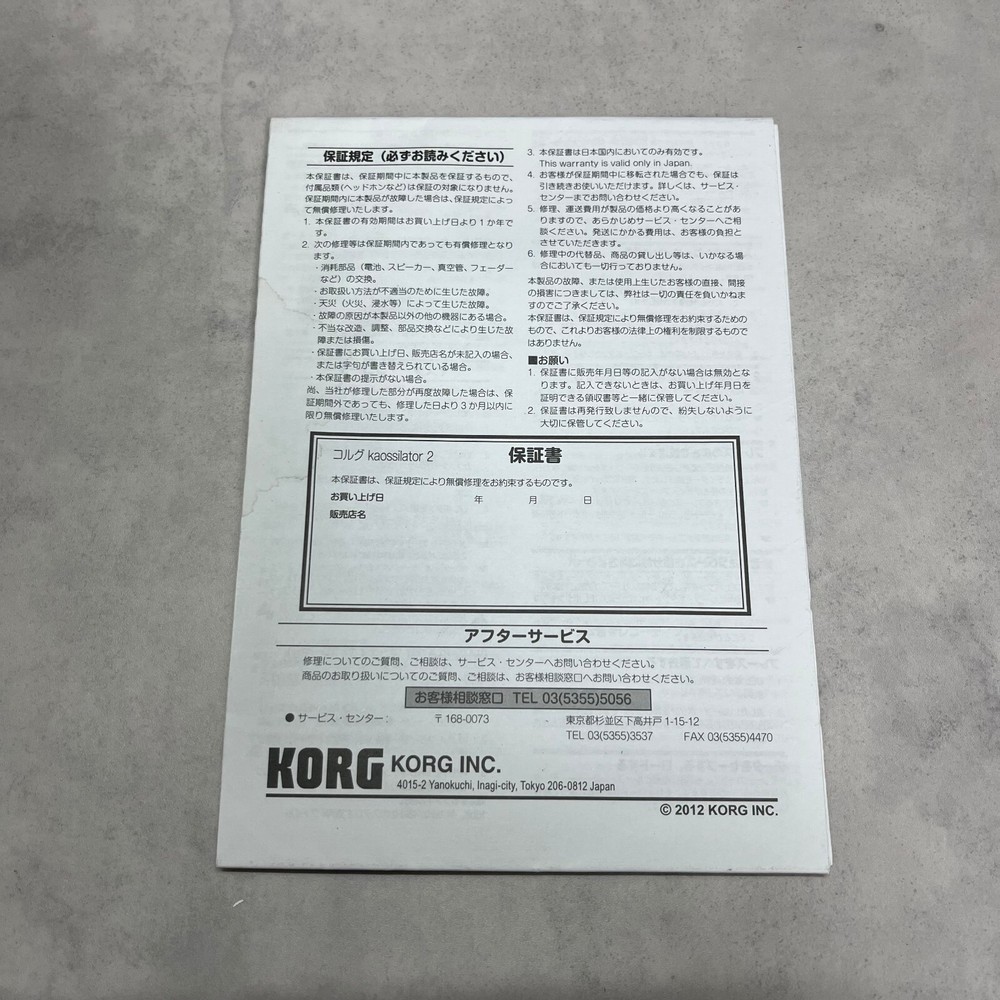 保証規定（必ずお読みください）
本保証書は、保証期間中に本製品を保証するもので、
付属品類（ヘッドホンなど）は保証の対象になりません。
保証期間内に本製品が故障した場合は、保証規定によっ
て無償修理いたします。
1. 本保証書の有効期間はお買い上げ日より1か年で
す。
2. 次の修理等は保証期間内であっても有償修理となり
ます。
・消耗部品（電池、スピーカー、真空管、フェーダー
など）の交換。
・お取扱い方法が不適当のために生じた故障。
・天災（火災、浸水等）によって生じた故障。
・故障の原因が本製品以外の他の機器にある場合。
・不当な改造、調整、部品交換などにより生じた故
障または損傷。
・保証書にお買い上げ日、販売店名が未記入の場合、
または字句が書き替えられている場合。
・本保証書の提示がない場合。
尚、当社が修理した部分が再度故障した場合は、保
証期間外であっても、修理した日より3か月以内に
限り無償修理いたします。
3. 本保証書は日本国内においてのみ有効です。
This warranty is valid only in Japan.
4. お客様が保証期間中に移転された場合でも、保証は
引き続きお使いいただけます。詳しくは、サービス・
センターまでお問い合わせください。
5. 修理、運送費用が製品の価格より高くなることがあ
りますので、あらかじめサービス・センターへご相
談ください。発送にかかる費用は、お客様の負担と
させていただきます。
6. 修理中の代替品、商品の貸し出し等は、いかなる場
合においても一切行っておりません。
本製品の故障、または使用上生じたお客様の直接、間接
の損害につきましては、弊社は一切の責任を負いかねま
すのでご了承ください。
本保証書は、保証規定により無償修理をお約束するための
もので、これよりお客様の法律上の権利を制限するもので
はありません。
■お願い
1. 保証書に販売年月日等の記入がない場合は無効とな
ります。記入できないときは、お買い上げ年月日を
証明できる領収書等と一緒に保管してください。
2. 保証書は再発行致しませんので、紛失しないように
大切に保管してください。
コルグ kaossilator 2 保証書
本保証書は、保証規定により無償修理をお約束するものです。
お買い上げ日 年 月 日
販売店名
アフターサービス
修理についてのご質問、ご相談は、サービス・センターへお問い合わせください。
商品のお取り扱いについてのご質問、ご相談は、お客様相談窓口へお問い合わせください。
お客様相談窓口 TEL 03(5355)5056
●サービス・センター： 〒168-0073 東京都杉並区下高井戸1-15-12
TEL 03(5355)3537 FAX 03(5355)4470
KORG KORG INC.
4015-2 Yanokuchi, Inagi-city, Tokyo 206-0812 Japan
© 2012 KORG INC.